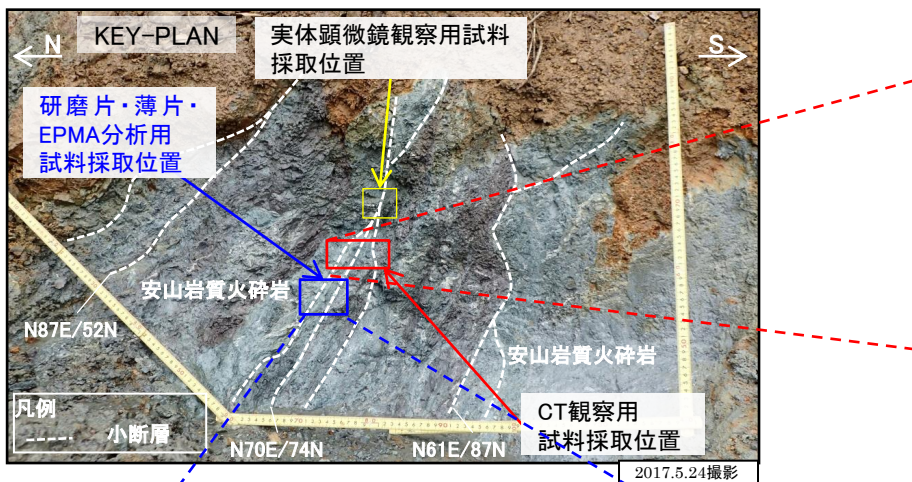 KEY-PLAN
N
S
実体顕微鏡観察用試料
採取位置
研磨片・薄片・
EPMA分析用
試料採取位置
安山岩質火砕岩
N87E/52N
安山岩質火砕岩
凡例
小断層
N70E/74N
N61E/87N
CT観察用
試料採取位置
2017.5.24撮影